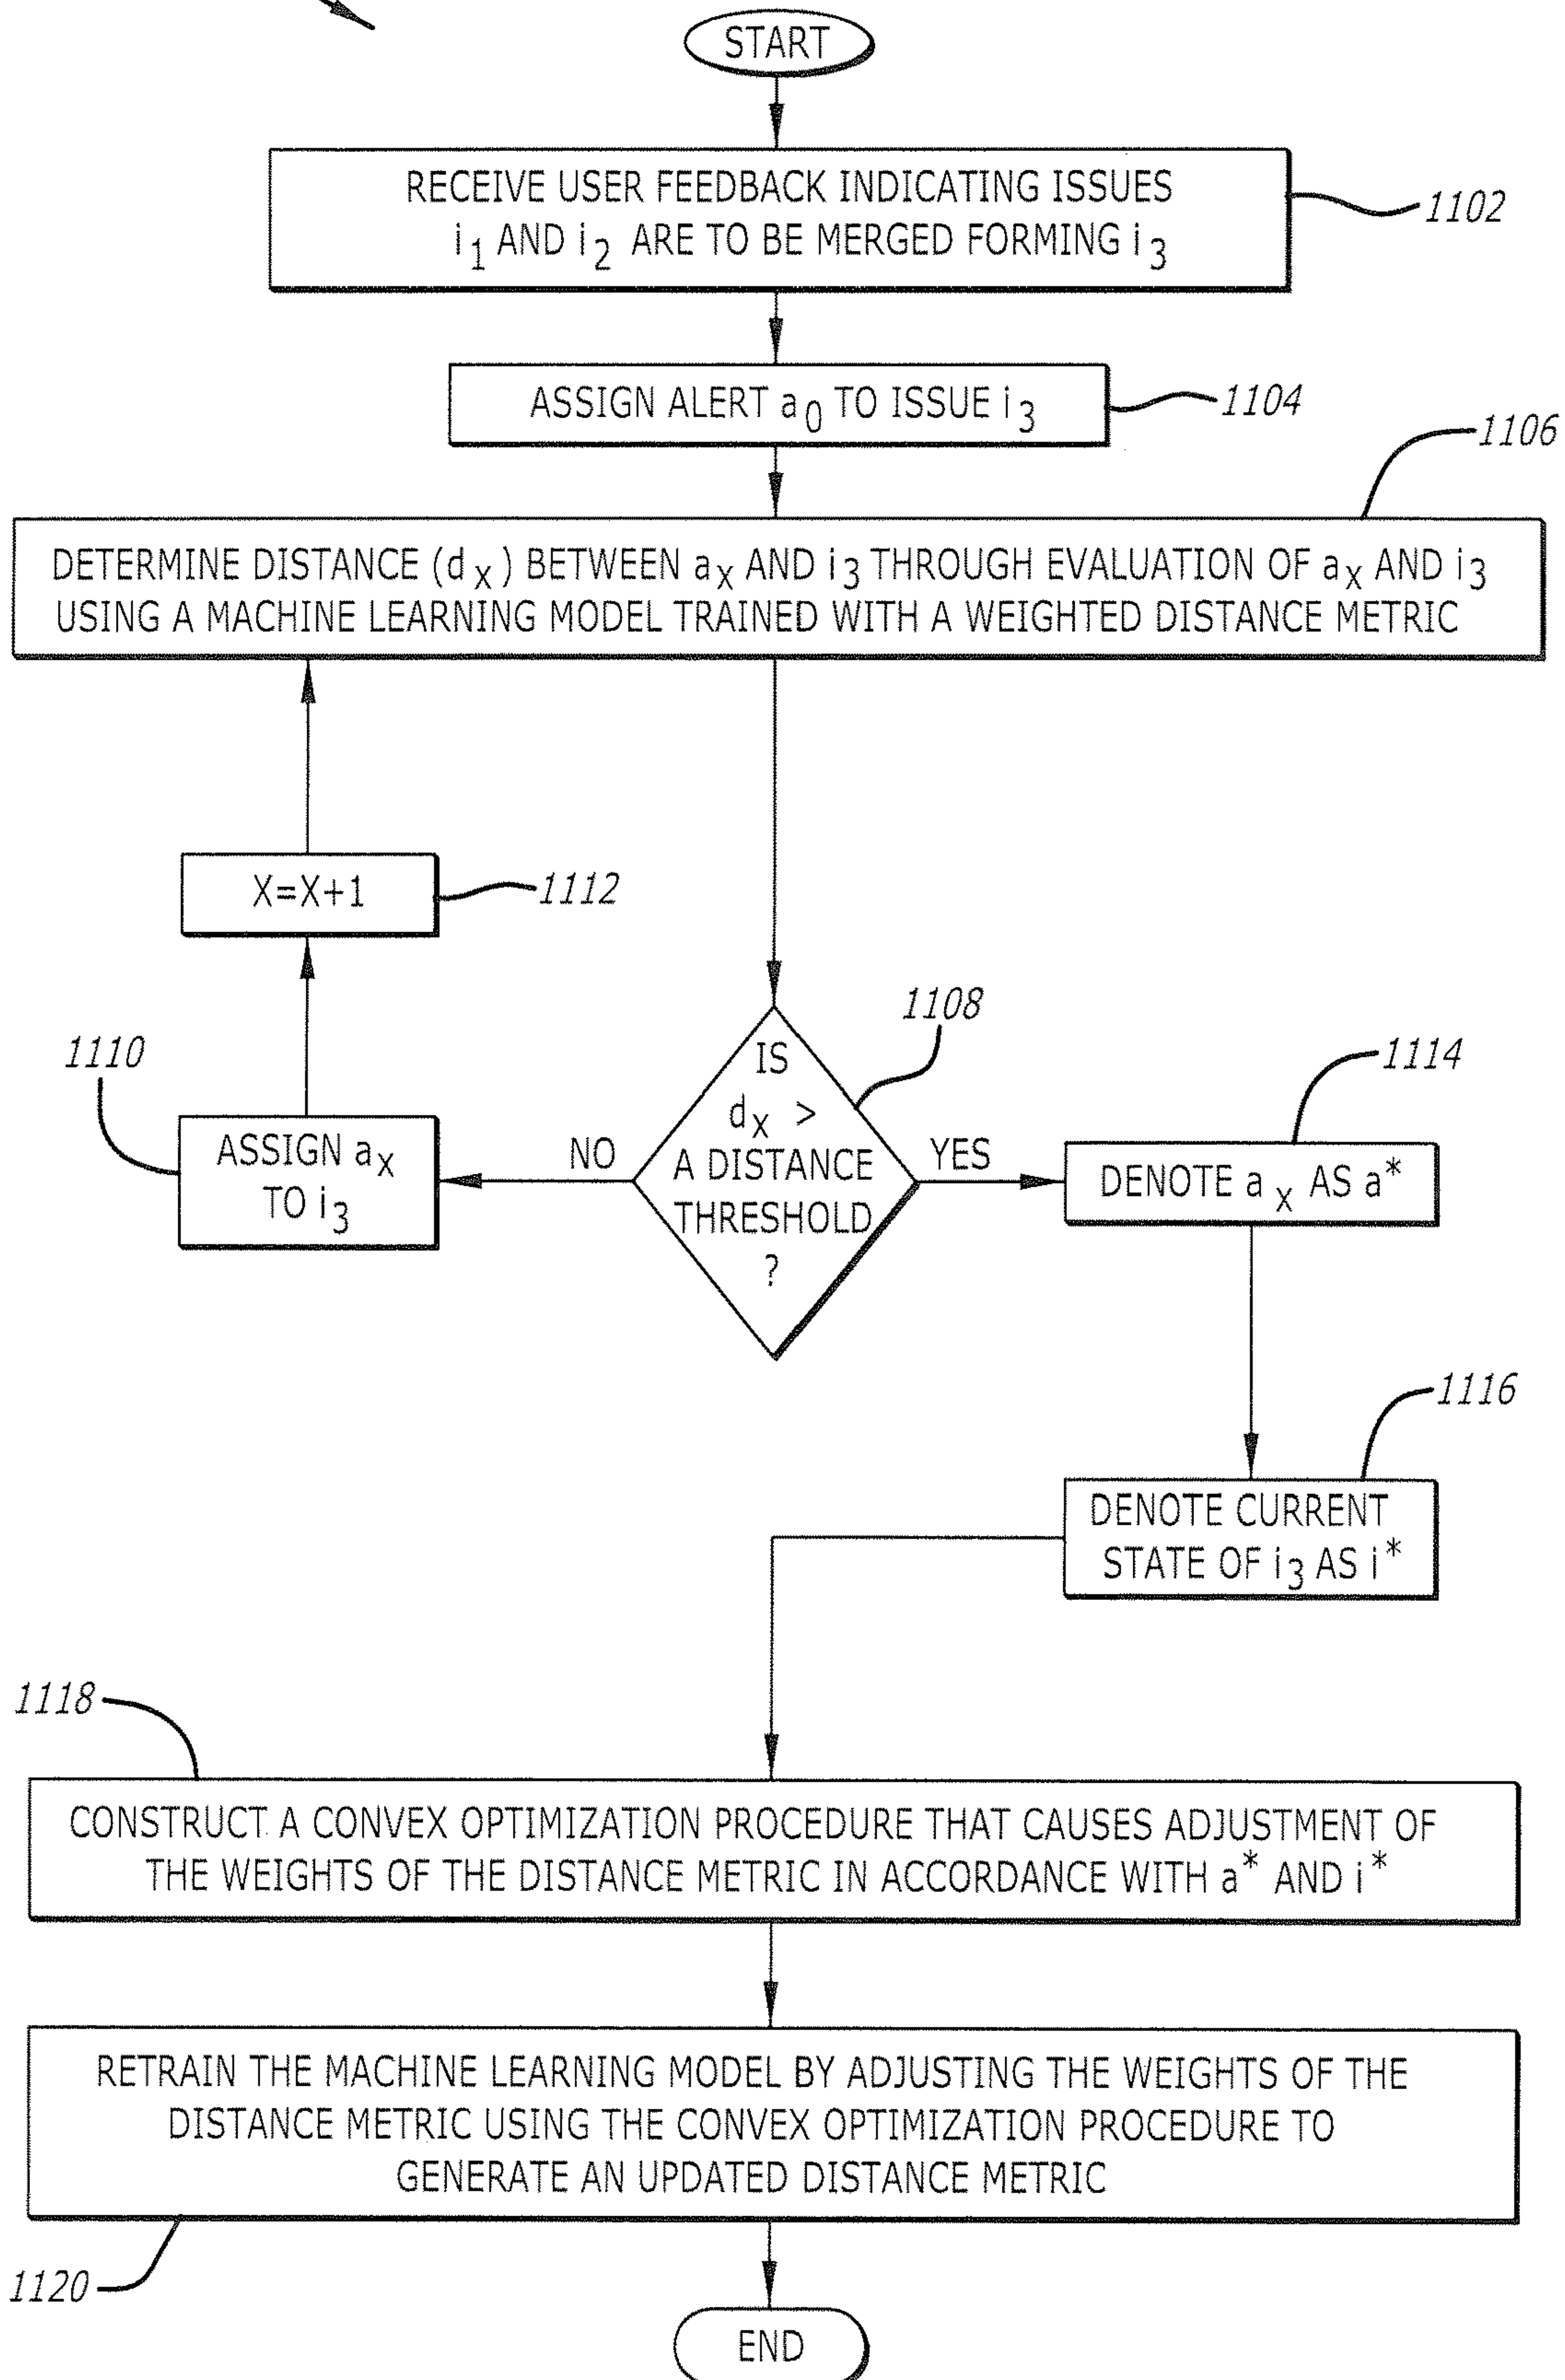 START
RECEIVE USER FEEDBACK INDICATING ISSUES
i₁ AND i₂ ARE TO BE MERGED FORMING i₃
1102
ASSIGN ALERT a₀ TO ISSUE i₃
1104
1106
DETERMINE DISTANCE (dₓ) BETWEEN aₓ AND i₃ THROUGH EVALUATION OF aₓ AND i₃
USING A MACHINE LEARNING MODEL TRAINED WITH A WEIGHTED DISTANCE METRIC
X=X+1
1112
1108
1110
ASSIGN aₓ
TO i₃
NO
IS
dₓ >
A DISTANCE
THRESHOLD
?
YES
1114
DENOTE aₓ AS a*
1116
DENOTE CURRENT
STATE OF i₃ AS i*
1118
CONSTRUCT A CONVEX OPTIMIZATION PROCEDURE THAT CAUSES ADJUSTMENT OF
THE WEIGHTS OF THE DISTANCE METRIC IN ACCORDANCE WITH a* AND i*
RETRAIN THE MACHINE LEARNING MODEL BY ADJUSTING THE WEIGHTS OF THE
DISTANCE METRIC USING THE CONVEX OPTIMIZATION PROCEDURE TO
GENERATE AN UPDATED DISTANCE METRIC
1120
END